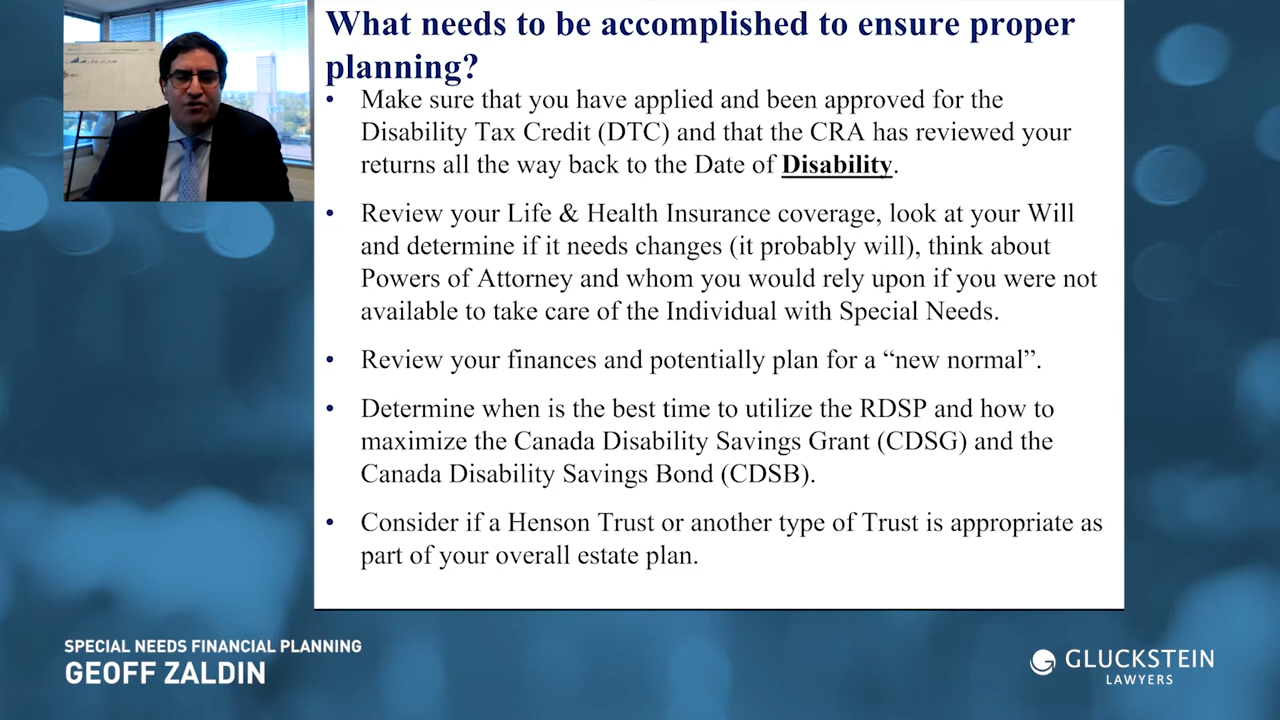 What needs to be accomplished to ensure proper
planning?
• Make sure that you have applied and been approved for the
Disability Tax Credit (DTC) and that the CRA has reviewed your
returns all the way back to the Date of Disability.
• Review your Life & Health Insurance coverage, look at your Will
and determine if it needs changes (it probably will), think about
Powers of Attorney and whom you would rely upon if you were not
available to take care of the Individual with Special Needs.
• Review your finances and potentially plan for a “new normal”.
• Determine when is the best time to utilize the RDSP and how to
maximize the Canada Disability Savings Grant (CDSG) and the
Canada Disability Savings Bond (CDSB).
• Consider if a Henson Trust or another type of Trust is appropriate as
part of your overall estate plan.
SPECIAL NEEDS FINANCIAL PLANNING
GEOFF ZALDIN
GLUCKSTEIN
LAWYERS